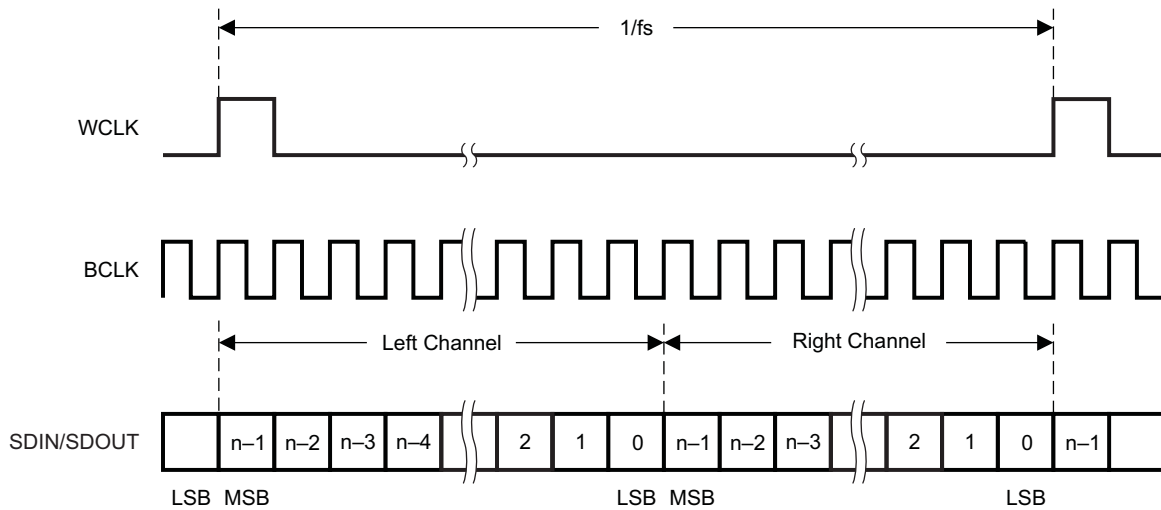 1/fs
WCLK
BCLK
Left Channel
Right Channel
SDIN/SDOUT
n–1 n–2 n–3 n–4 2 1 0 n–1 n–2 n–3 2 1 0 n–1
LSB MSB LSB MSB LSB